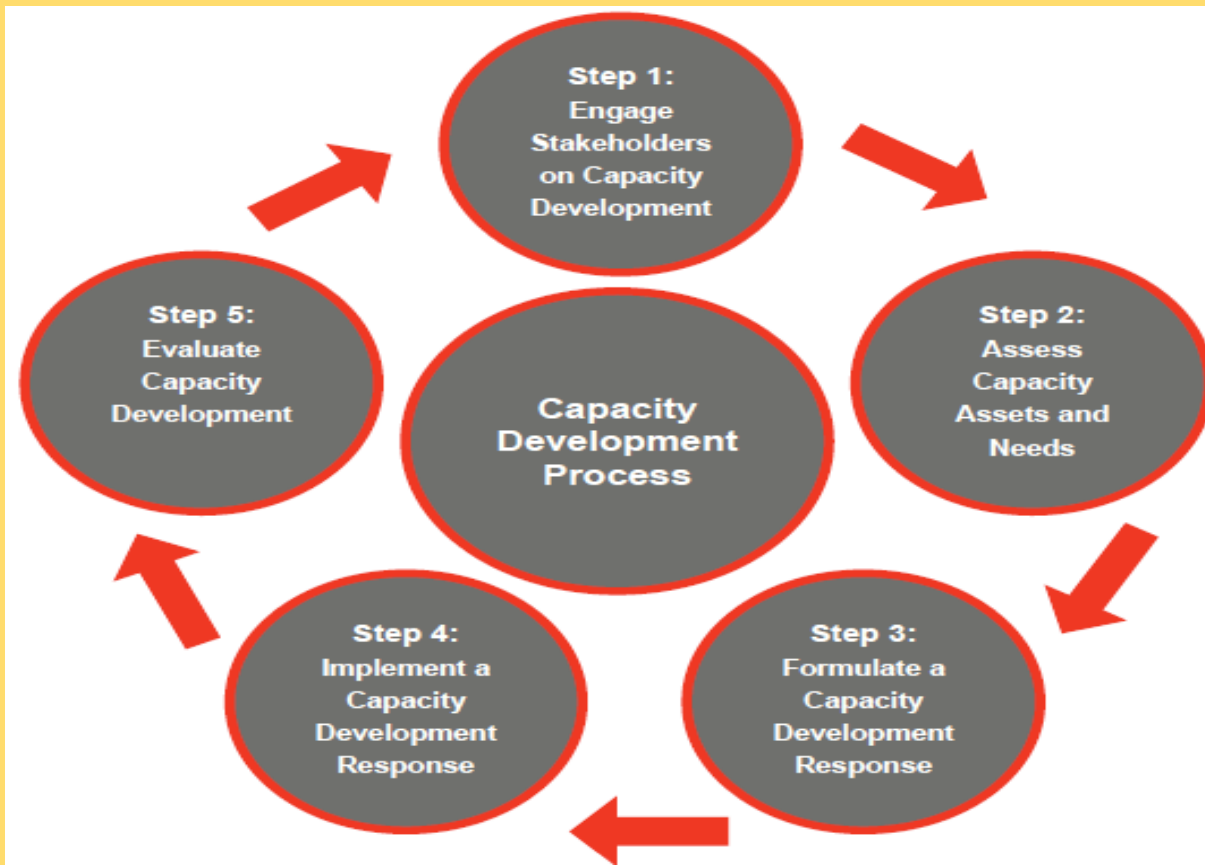 Step 1:
Engage
Stakeholders
on Capacity
Development
Step 2:
Assess
Capacity
Assets and
Needs
Step 3:
Formulate a
Capacity
Development
Response
Step 4:
Implement a
Capacity
Development
Response
Step 5:
Evaluate
Capacity
Development
Capacity
Development
Process